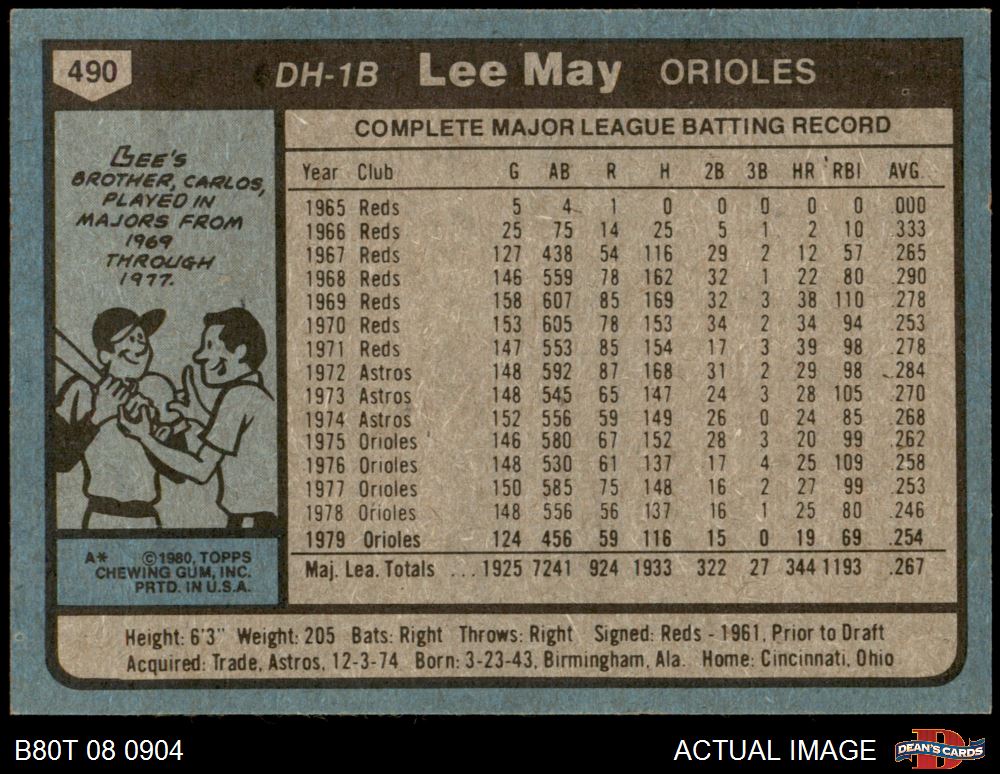 490 DH-1B Lee May ORIOLES
LEE'S
BROTHER, CARLOS,
PLAYED IN
MAJORS FROM
1969
THROUGH
1977.
A* ©1980, TOPPS
CHEWING GUM, INC.
PRTD. IN U.S.A.
COMPLETE MAJOR LEAGUE BATTING RECORD
Year Club G AB R H 2B 3B HR RBI AVG.
1965 Reds 5 4 1 0 0 0 0 0 .000
1966 Reds 25 75 14 25 5 1 2 10 .333
1967 Reds 127 438 54 116 29 2 12 57 .265
1968 Reds 146 559 78 162 32 1 22 80 .290
1969 Reds 158 607 85 169 32 3 38 110 .278
1970 Reds 153 605 78 153 34 2 34 94 .253
1971 Reds 147 553 85 154 17 3 39 98 .278
1972 Astros 148 592 87 168 31 2 29 98 .284
1973 Astros 148 545 65 147 24 3 28 105 .270
1974 Astros 152 556 59 149 26 0 24 85 .268
1975 Orioles 146 580 67 152 28 3 20 99 .262
1976 Orioles 148 530 61 137 17 4 25 109 .258
1977 Orioles 150 585 75 148 16 2 27 99 .253
1978 Orioles 148 556 56 137 16 1 25 80 .246
1979 Orioles 124 456 59 116 15 0 19 69 .254
Maj. Lea. Totals ... 1925 7241 924 1933 322 27 344 1193 .267
Height: 6'3" Weight: 205 Bats: Right Throws: Right Signed: Reds - 1961, Prior to Draft
Acquired: Trade, Astros, 12-3-74 Born: 3-23-43, Birmingham, Ala. Home: Cincinnati, Ohio
B80T 08 0904 ACTUAL IMAGE D DEAN'S CARDS